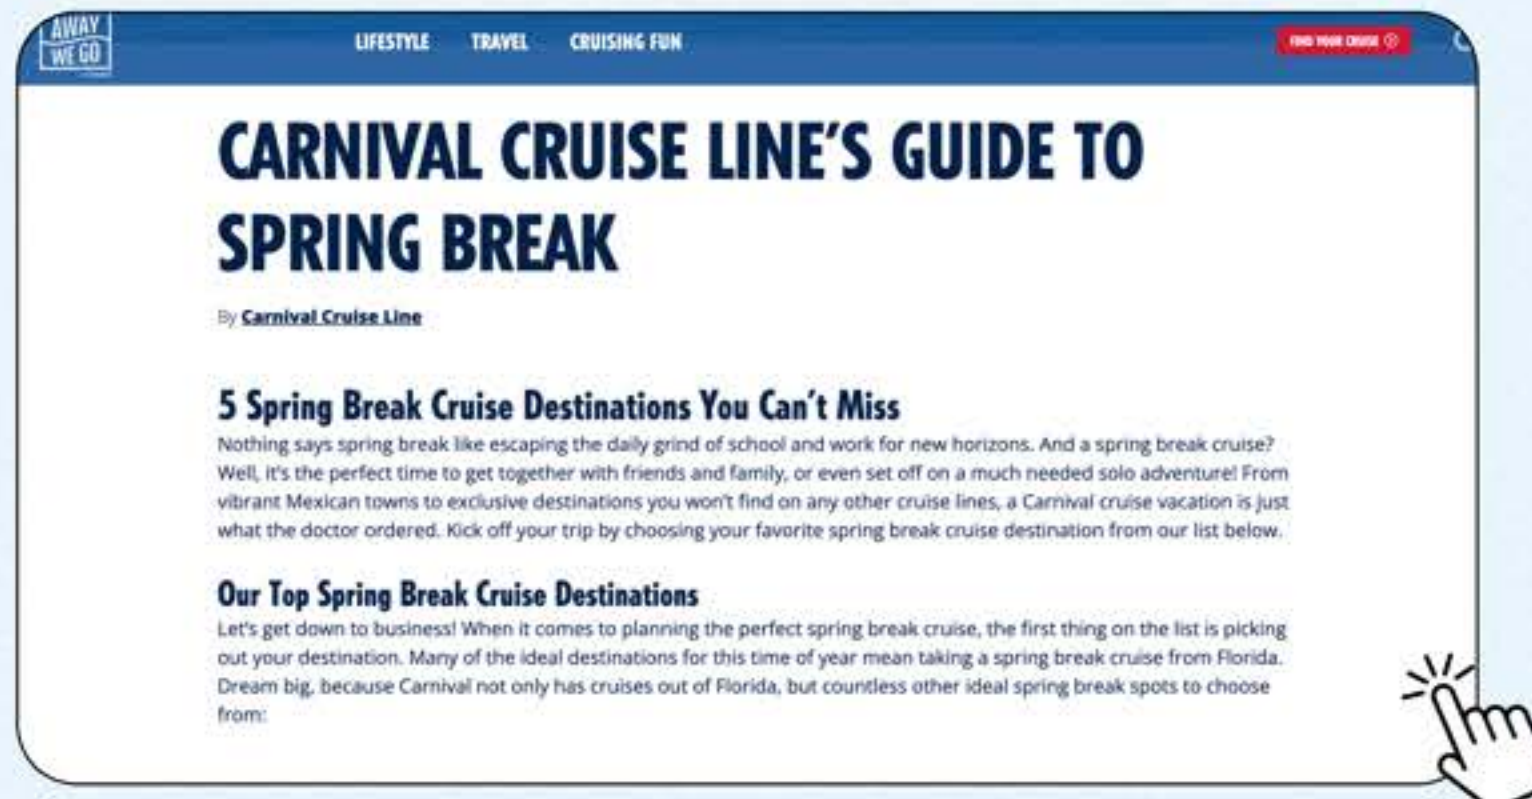 AWAY
WE GO
LIFESTYLE TRAVEL CRUISING FUN
FIND YOUR CRUISE
CARNIVAL CRUISE LINE'S GUIDE TO
SPRING BREAK
By Carnival Cruise Line
5 Spring Break Cruise Destinations You Can't Miss
Nothing says spring break like escaping the daily grind of school and work for new horizons. And a spring break cruise?
Well, it's the perfect time to get together with friends and family, or even set off on a much needed solo adventure! From
vibrant Mexican towns to exclusive destinations you won't find on any other cruise lines, a Carnival cruise vacation is just
what the doctor ordered. Kick off your trip by choosing your favorite spring break cruise destination from our list below.
Our Top Spring Break Cruise Destinations
Let's get down to business! When it comes to planning the perfect spring break cruise, the first thing on the list is picking
out your destination. Many of the ideal destinations for this time of year mean taking a spring break cruise from Florida.
Dream big, because Carnival not only has cruises out of Florida, but countless other ideal spring break spots to choose
from: